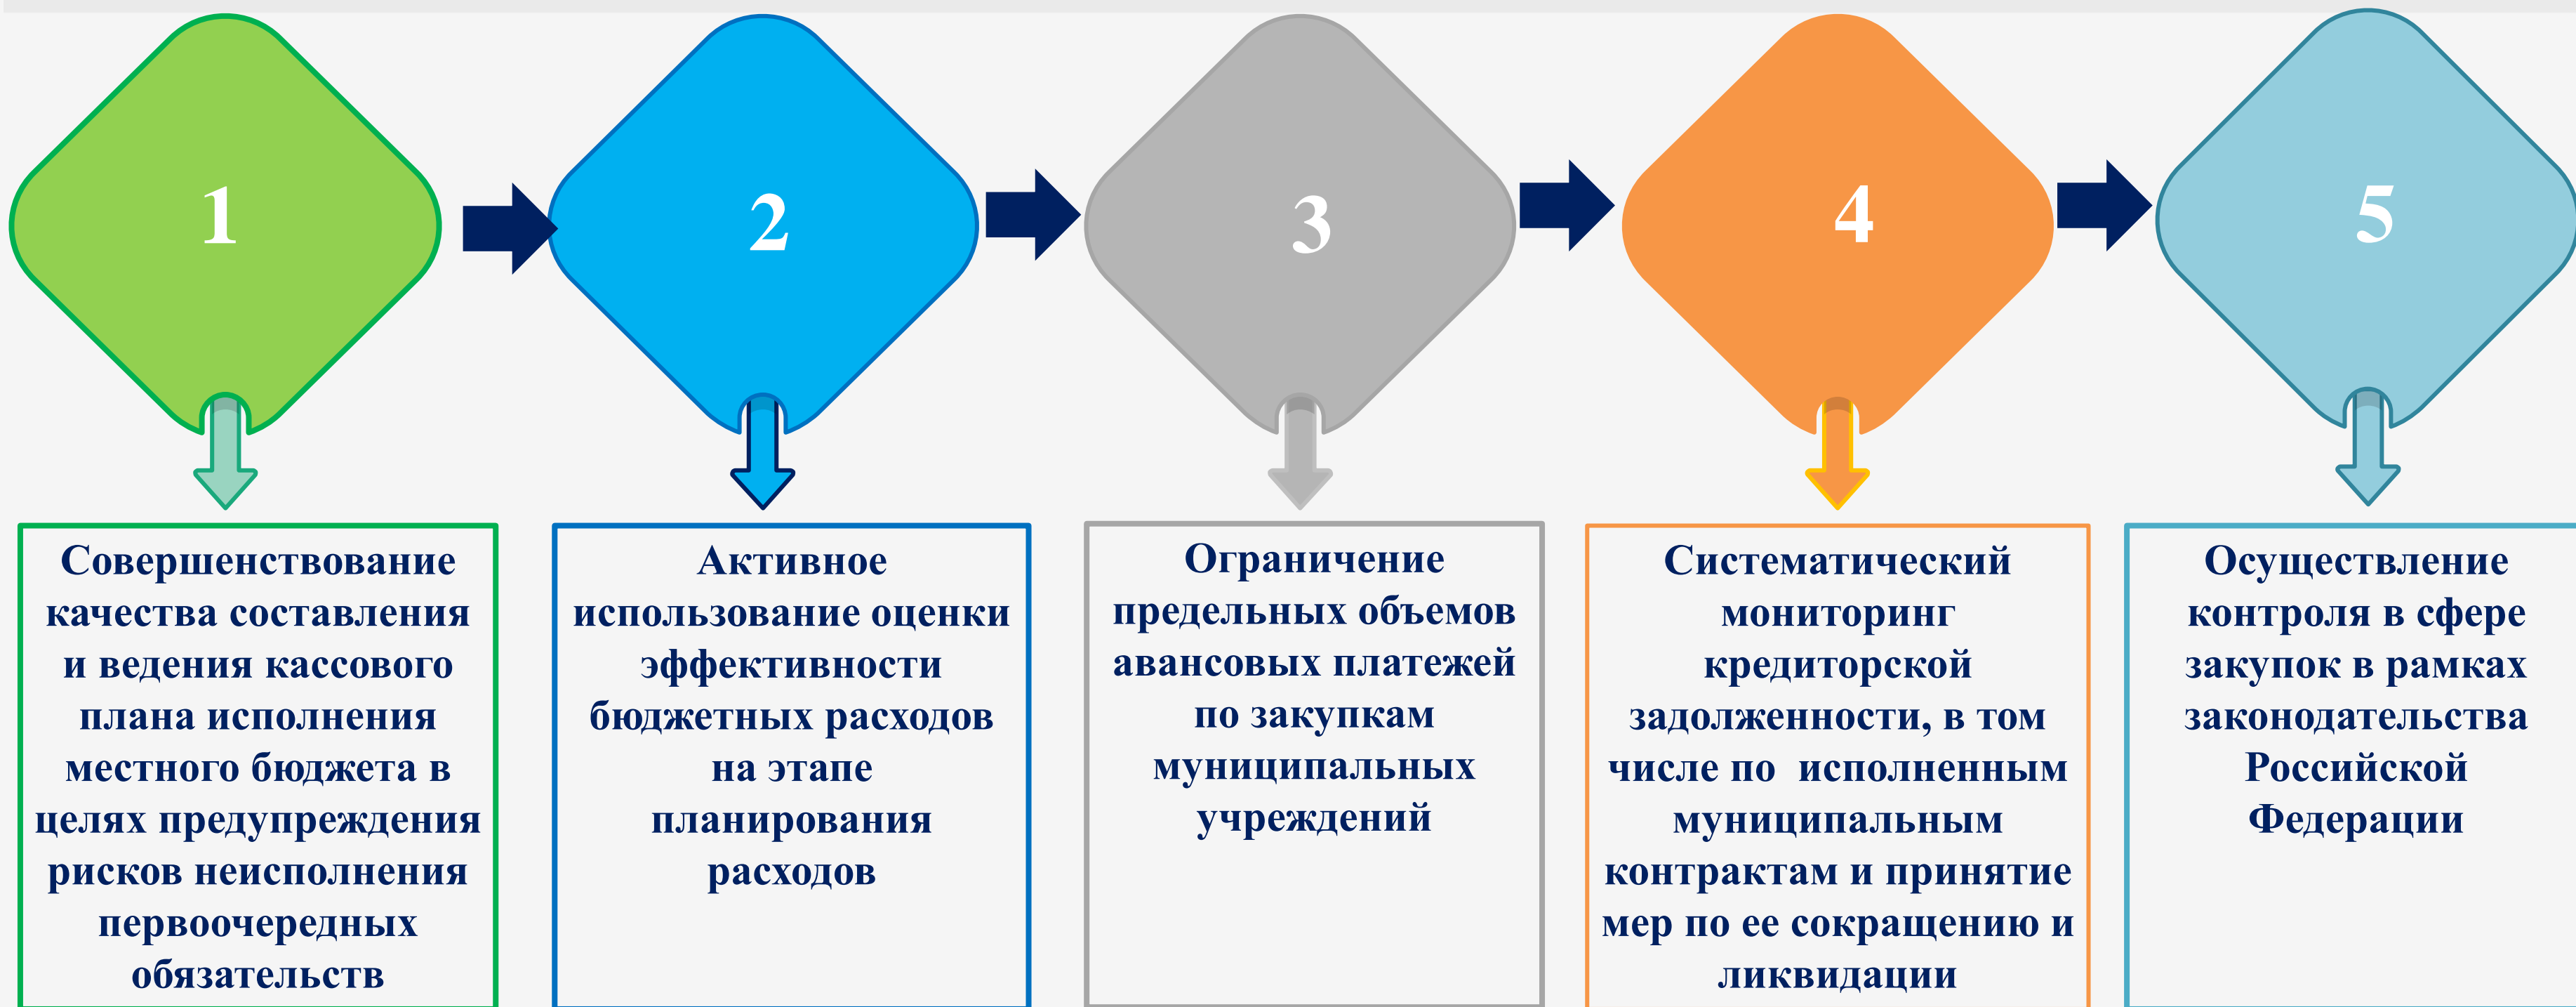 1
2
3
4
5
Совершенствование
качества составления
и ведения кассового
плана исполнения
местного бюджета в
целях предупреждения
рисков неисполнения
первоочередных
обязательств
Активное
использование оценки
эффективности
бюджетных расходов
на этапе
планирования
расходов
Ограничение
предельных объемов
авансовых платежей
по закупкам
муниципальных
учреждений
Систематический
мониторинг
кредиторской
задолженности, в том
числе по  исполненным
муниципальным
контрактам и принятие
мер по ее сокращению и
ликвидации
Осуществление
контроля в сфере
закупок в рамках
законодательства
Российской
Федерации